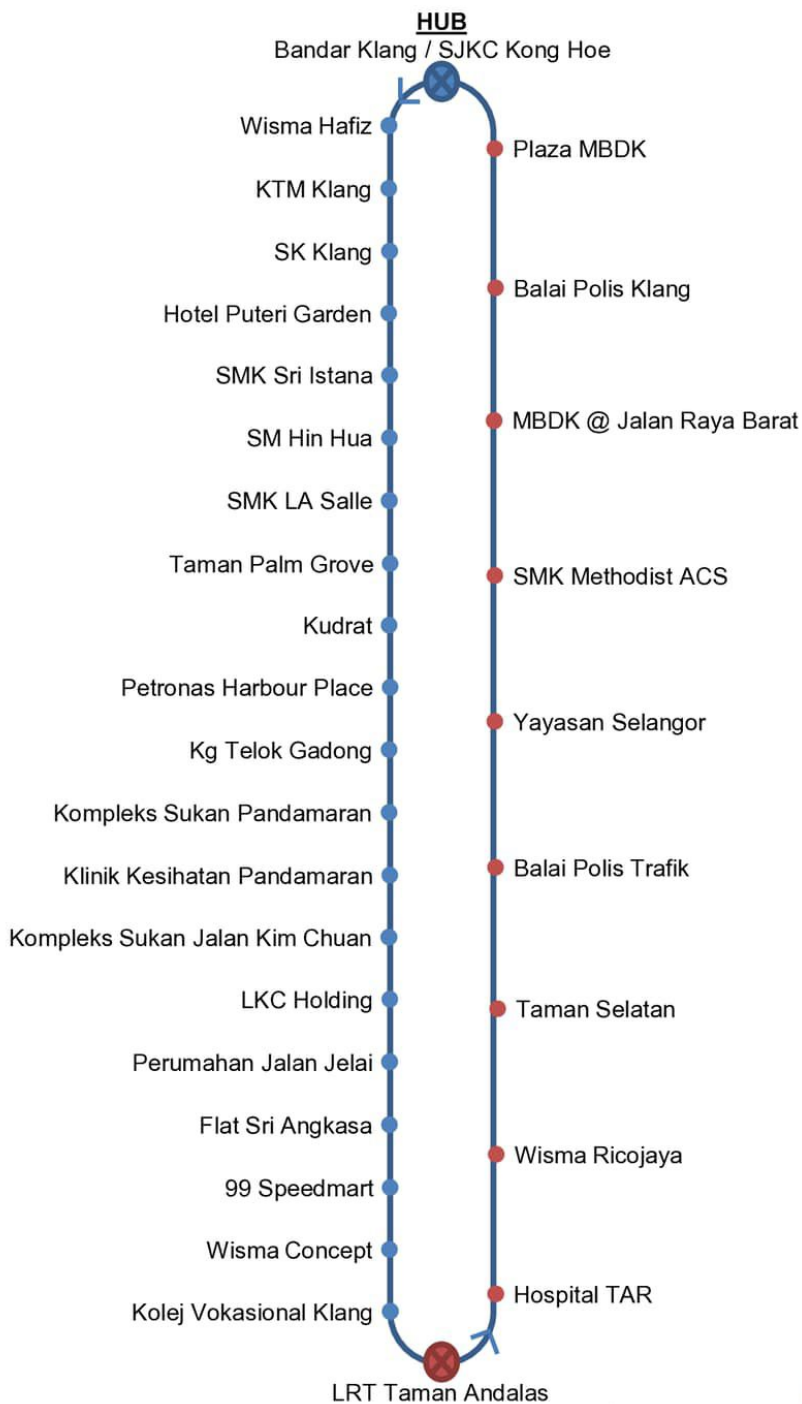 HUB
Bandar Klang / SJKC Kong Hoe
Wisma Hafiz
KTM Klang
SK Klang
Hotel Puteri Garden
SMK Sri Istana
SM Hin Hua
SMK LA Salle
Taman Palm Grove
Kudrat
Petronas Harbour Place
Kg Telok Gadong
Kompleks Sukan Pandamaran
Klinik Kesihatan Pandamaran
Kompleks Sukan Jalan Kim Chuan
LKC Holding
Perumahan Jalan Jelai
Flat Sri Angkasa
99 Speedmart
Wisma Concept
Kolej Vokasional Klang
Plaza MBDK
Balai Polis Klang
MBDK @ Jalan Raya Barat
SMK Methodist ACS
Yayasan Selangor
Balai Polis Trafik
Taman Selatan
Wisma Ricojaya
Hospital TAR
LRT Taman Andalas